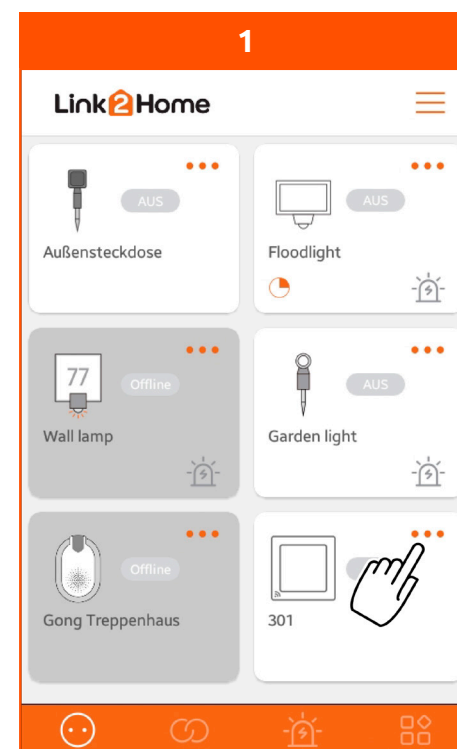 1
Link2Home
AUS
Außensteckdose
AUS
Floodlight
77
Offline
Wall lamp
AUS
Garden light
Offline
Gong Treppenhaus
301